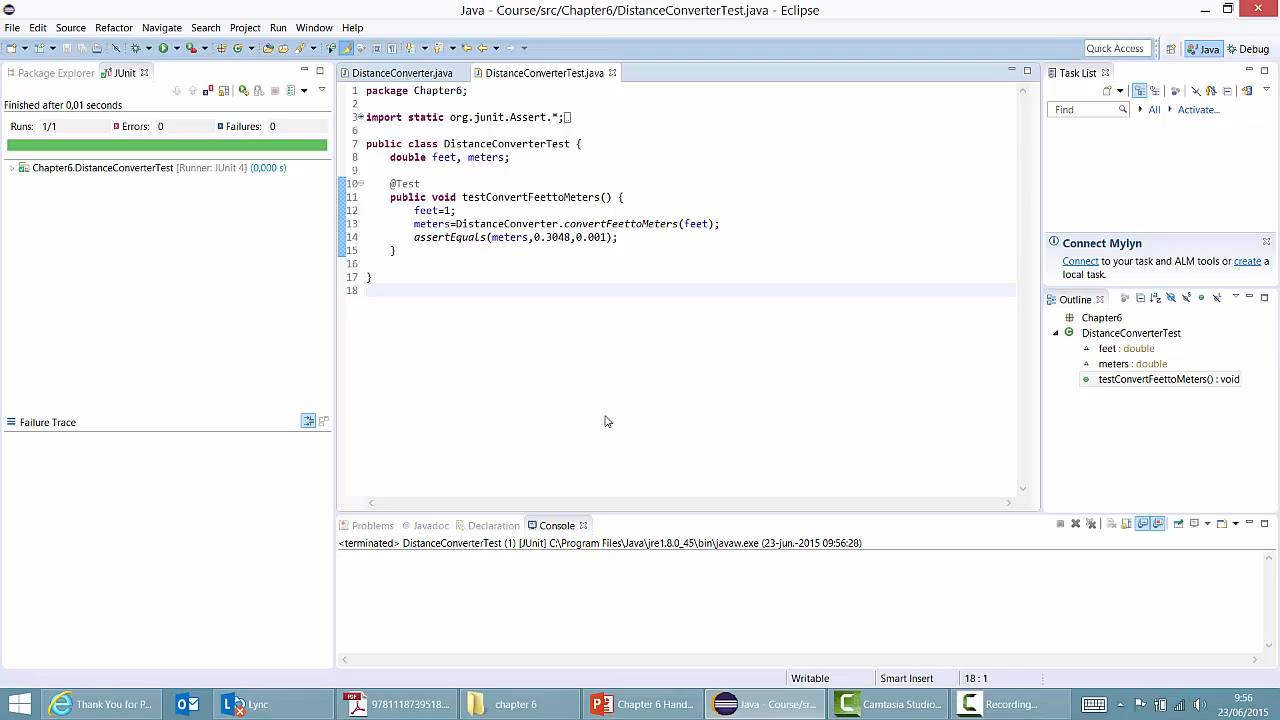 Java - Course/src/Chapter6/DistanceConverterTest.java - Eclipse
File Edit Source Refactor Navigate Search Project Run Window Help
Quick Access Java Debug
Package Explorer JUnit
Finished after 0,01 seconds
Runs: 1/1 Errors: 0 Failures: 0
Chapter6.DistanceConverterTest [Runner: JUnit 4] (0,000 s)
Failure Trace
DistanceConverter.java DistanceConverterTest.java
1 package Chapter6;
2
3 import static org.junit.Assert.*;
6
7 public class DistanceConverterTest {
8 double feet, meters;
9
10 @Test
11 public void testConvertFeettoMeters() {
12 feet=1;
13 meters=DistanceConverter.convertFeettoMeters(feet);
14 assertEquals(meters,0.3048,0.001);
15 }
16
17 }
18
Task List
Find All Activate...
Connect Mylyn
Connect to your task and ALM tools or create a
local task.
Outline
Chapter6
DistanceConverterTest
feet : double
meters : double
testConvertFeettoMeters() : void
Problems Javadoc Declaration Console
<terminated> DistanceConverterTest (1) [JUnit] C:\Program Files\Java\jre1.8.0_45\bin\javaw.exe (23-jun.-2015 09:56:28)
Writable Smart Insert 18 : 1
Thank You for P... Lync 9781118739518... chapter 6 Chapter 6 Hand... Java - Course/sr... Camtasia Studio... Recording...
9:56
23/06/2015